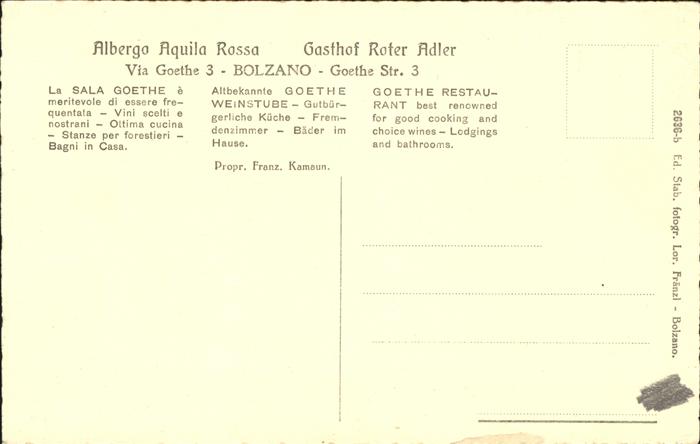 Albergo Aquila Rossa Gasthof Roter Adler
Via Goethe 3 - BOLZANO - Goethe Str. 3
La SALA GOETHE è
meritevole di essere fre-
quentata – Vini scelti e
nostrani – Oltima cucina
– Stanze per forestieri –
Bagni in Casa.
Altbekannte GOETHE
WEINSTUBE – Gutbür-
gerliche Küche – Frem-
denzimmer – Bäder im
Hause.
GOETHE RESTAU-
RANT best renowned
for good cooking and
choice wines – Lodgings
and bathrooms.
Propr. Franz. Kamaun.
2636-b Ed. Stab. fotogr. Lor. Fränzl - Bolzano.